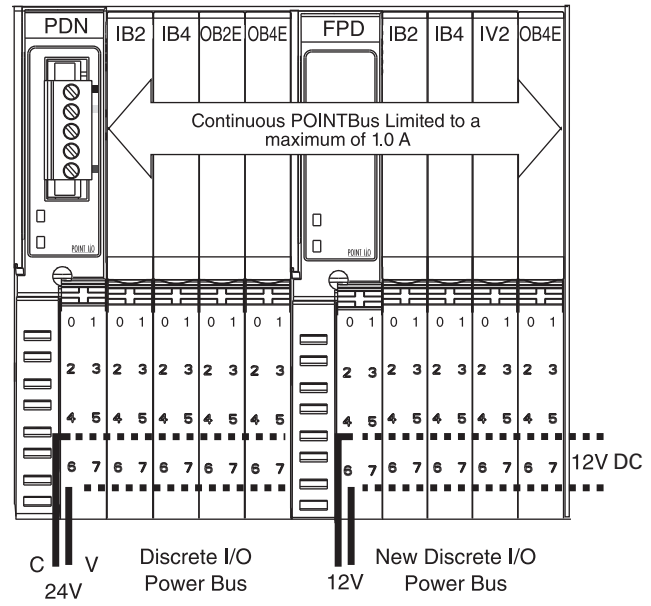 PDN IB2 IB4 OB2E OB4E FPD IB2 IB4 IV2 OB4E
Continuous POINTBus Limited to a
maximum of 1.0 A
POINT I/O POINT I/O
0 1 0 1 0 1 0 1 0 1 0 1 0 1 0 1 0 1 0 1
2 3 2 3 2 3 2 3 2 3 2 3 2 3 2 3 2 3 2 3
4 5 4 5 4 5 4 5 4 5 4 5 4 5 4 5 4 5 4 5
6 7 6 7 6 7 6 7 6 7 6 7 6 7 6 7 6 7 6 7
12V DC
C V
24V
Discrete I/O
Power Bus
12V
New Discrete I/O
Power Bus